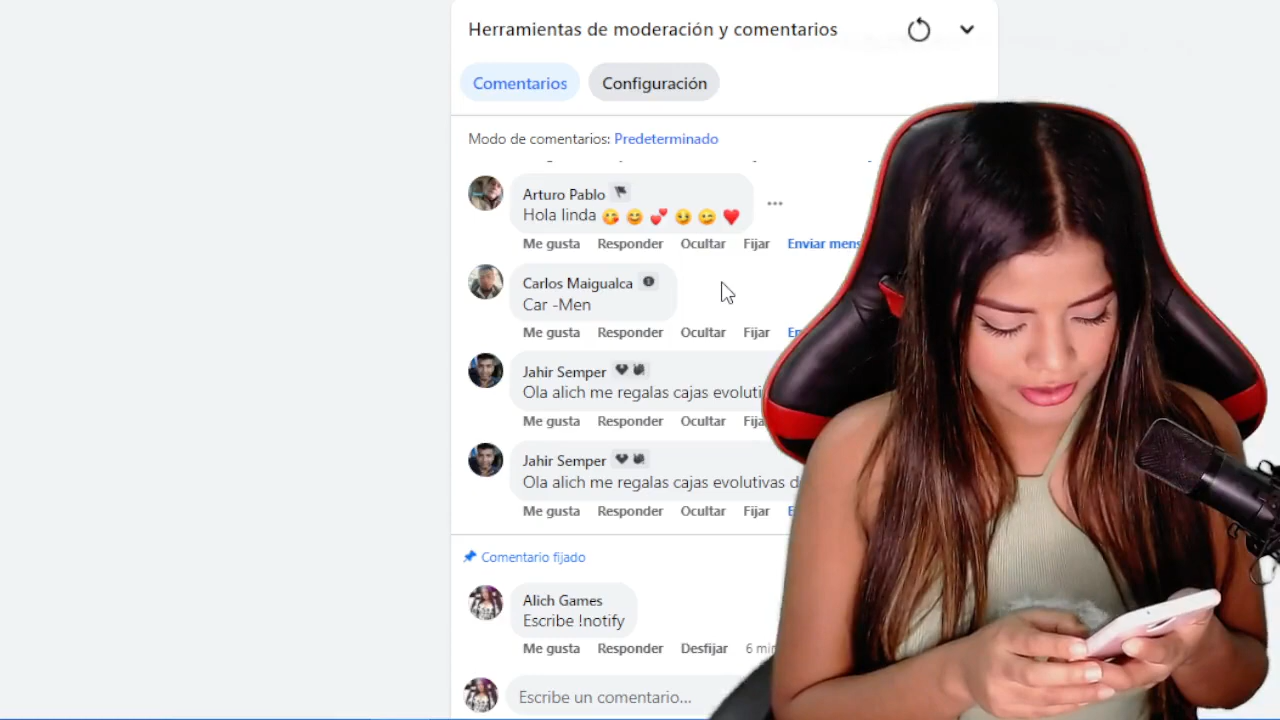 Herramientas de moderación y comentarios
Comentarios Configuración
Modo de comentarios: Predeterminado
Arturo Pablo
Hola linda 😘 😊 💕 😉 😄 ❤️
Me gusta Responder Ocultar Fijar Enviar mens
Carlos Maigualca
Car -Men
Me gusta Responder Ocultar Fijar
Jahir Semper
Ola alich me regalas cajas evoluti
Me gusta Responder Ocultar Fija
Jahir Semper
Ola alich me regalas cajas evolutivas d
Me gusta Responder Ocultar Fijar
Comentario fijado
Alich Games
Escribe !notify
Me gusta Responder Desfijar 6 min
Escribe un comentario...